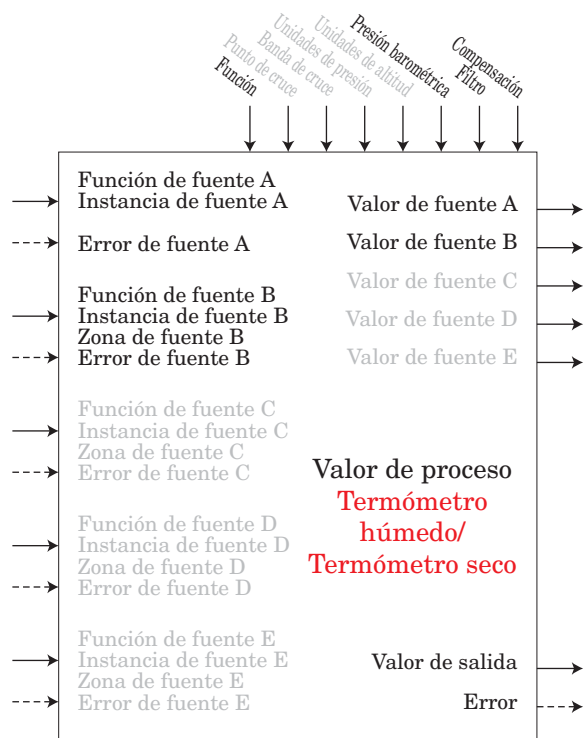 Función
Punto de cruce
Banda de cruce
Unidades de presión
Unidades de altitud
Presión barométrica
Filtro
Compensación
Función de fuente A
Instancia de fuente A
Error de fuente A
Función de fuente B
Instancia de fuente B
Zona de fuente B
Error de fuente B
Función de fuente C
Instancia de fuente C
Zona de fuente C
Error de fuente C
Función de fuente D
Instancia de fuente D
Zona de fuente D
Error de fuente D
Función de fuente E
Instancia de fuente E
Zona de fuente E
Error de fuente E
Valor de fuente A
Valor de fuente B
Valor de fuente C
Valor de fuente D
Valor de fuente E
Valor de proceso
Termómetro
húmedo/
Termómetro seco
Valor de salida
Error